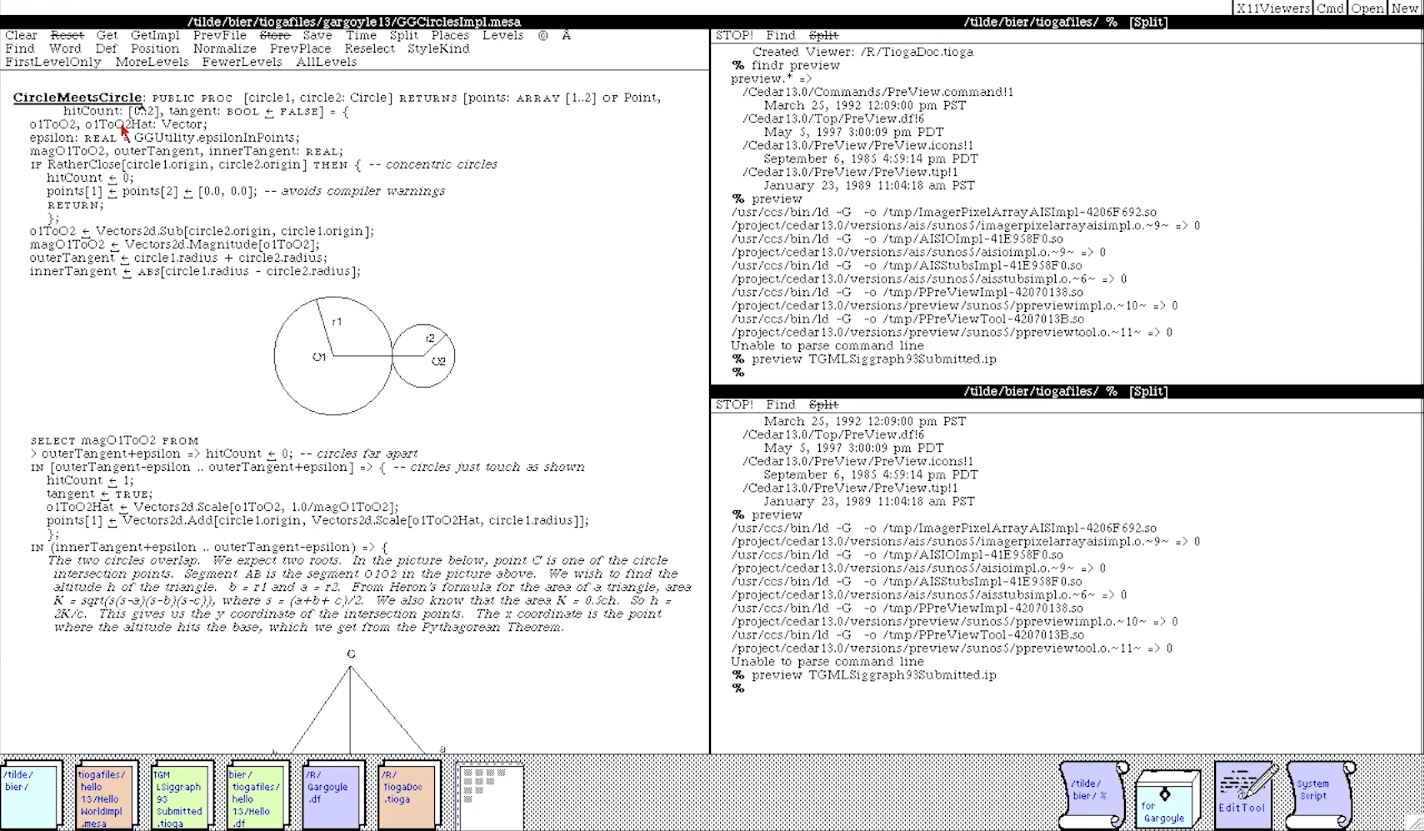 X11Viewers Cmd Open New
/tilde/bier/tiogafiles/gargoyle13/GGCirclesImpl.mesa
Clear Reset Get GetImpl PrevFile Store Save Time Split Places Levels © Å
Find Word Def Position Normalize PrevPlace Reselect StyleKind
FirstLevelOnly MoreLevels FewerLevels AllLevels
CircleMeetsCircle: PUBLIC PROC [circle1, circle2: Circle] RETURNS [points: ARRAY [1..2] OF Point,
hitCount: [0..2], tangent: BOOL ← FALSE] = {
o1ToO2, o1ToO2Hat: Vector;
epsilon: REAL = GGUtility.epsilonInPoints;
magO1ToO2, outerTangent, innerTangent: REAL;
IF RatherClose[circle1.origin, circle2.origin] THEN { -- concentric circles
hitCount ← 0;
points[1] ← points[2] ← [0.0, 0.0]; -- avoids compiler warnings
RETURN;
};
o1ToO2 ← Vectors2d.Sub[circle2.origin, circle1.origin];
magO1ToO2 ← Vectors2d.Magnitude[o1ToO2];
outerTangent ← circle1.radius + circle2.radius;
innerTangent ← ABS[circle1.radius - circle2.radius];
r1
r2
O1
O2
SELECT magO1ToO2 FROM
> outerTangent+epsilon => hitCount ← 0; -- circles far apart
IN [outerTangent-epsilon .. outerTangent+epsilon] => { -- circles just touch as shown
hitCount ← 1;
tangent ← TRUE;
o1ToO2Hat ← Vectors2d.Scale[o1ToO2, 1.0/magO1ToO2];
points[1] ← Vectors2d.Add[circle1.origin, Vectors2d.Scale[o1ToO2Hat, circle1.radius]];
};
IN (innerTangent+epsilon .. outerTangent-epsilon) => {
The two circles overlap. We expect two roots. In the picture below, point C is one of the circle
intersection points. Segment AB is the segment O1O2 in the picture above. We wish to find the
altitude h of the triangle. b = r1 and a = r2. From Heron's formula for the area of a triangle, area
K = sqrt(s(s-a)(s-b)(s-c)), where s = (a+b+ c)/2. We also know that the area K = 0.5ch. So h =
2K/c. This gives us the y coordinate of the intersection points. The x coordinate is the point
where the altitude hits the base, which we get from the Pythagorean Theorem.
C
a
/tilde/bier/tiogafiles/ % [Split]
STOP! Find Split
Created Viewer: /R/TiogaDoc.tioga
% findr preview
preview.* =>
/Cedar13.0/Commands/PreView.command!1
March 25, 1992 12:09:00 pm PST
/Cedar13.0/Top/PreView.df!6
May 5, 1997 3:00:09 pm PDT
/Cedar13.0/PreView/PreView.icons!1
September 6, 1985 4:59:14 pm PDT
/Cedar13.0/PreView/PreView.tip!1
January 23, 1989 11:04:18 am PST
% preview
/usr/ccs/bin/ld -G -o /tmp/ImagerPixelArrayAISImpl-4206F692.so
/project/cedar13.0/versions/ais/sunos5/imagerpixelarrayaisimpl.o.~9~ => 0
/usr/ccs/bin/ld -G -o /tmp/AISIOImpl-41E958F0.so
/project/cedar13.0/versions/ais/sunos5/aisioimpl.o.~9~ => 0
/usr/ccs/bin/ld -G -o /tmp/AISStubsImpl-41E958F0.so
/project/cedar13.0/versions/ais/sunos5/aisstubsimpl.o.~6~ => 0
/usr/ccs/bin/ld -G -o /tmp/PPreViewImpl-42070138.so
/project/cedar13.0/versions/preview/sunos5/ppreviewimpl.o.~10~ => 0
/usr/ccs/bin/ld -G -o /tmp/PPreViewTool-4207013B.so
/project/cedar13.0/versions/preview/sunos5/ppreviewtool.o.~11~ => 0
Unable to parse command line
% preview TGMLSiggraph93Submitted.ip
%
/tilde/bier/tiogafiles/ % [Split]
STOP! Find Split
March 25, 1992 12:09:00 pm PST
/Cedar13.0/Top/PreView.df!6
May 5, 1997 3:00:09 pm PDT
/Cedar13.0/PreView/PreView.icons!1
September 6, 1985 4:59:14 pm PDT
/Cedar13.0/PreView/PreView.tip!1
January 23, 1989 11:04:18 am PST
% preview
/usr/ccs/bin/ld -G -o /tmp/ImagerPixelArrayAISImpl-4206F692.so
/project/cedar13.0/versions/ais/sunos5/imagerpixelarrayaisimpl.o.~9~ => 0
/usr/ccs/bin/ld -G -o /tmp/AISIOImpl-41E958F0.so
/project/cedar13.0/versions/ais/sunos5/aisioimpl.o.~9~ => 0
/usr/ccs/bin/ld -G -o /tmp/AISStubsImpl-41E958F0.so
/project/cedar13.0/versions/ais/sunos5/aisstubsimpl.o.~6~ => 0
/usr/ccs/bin/ld -G -o /tmp/PPreViewImpl-42070138.so
/project/cedar13.0/versions/preview/sunos5/ppreviewimpl.o.~10~ => 0
/usr/ccs/bin/ld -G -o /tmp/PPreViewTool-4207013B.so
/project/cedar13.0/versions/preview/sunos5/ppreviewtool.o.~11~ => 0
Unable to parse command line
% preview TGMLSiggraph93Submitted.ip
%
/tilde/
bier/
tiogafiles/
hello
13/Hello
WorldImpl
.mesa
TGM
LSiggraph
93
Submitted
.tioga
bier/
tiogafiles/
hello
13/Hello
.df
/R/
Gargoyle
.df
/R/
TiogaDoc
.tioga
/tilde/
bier/ %
for
Gargoyle
EditTool
System
Script